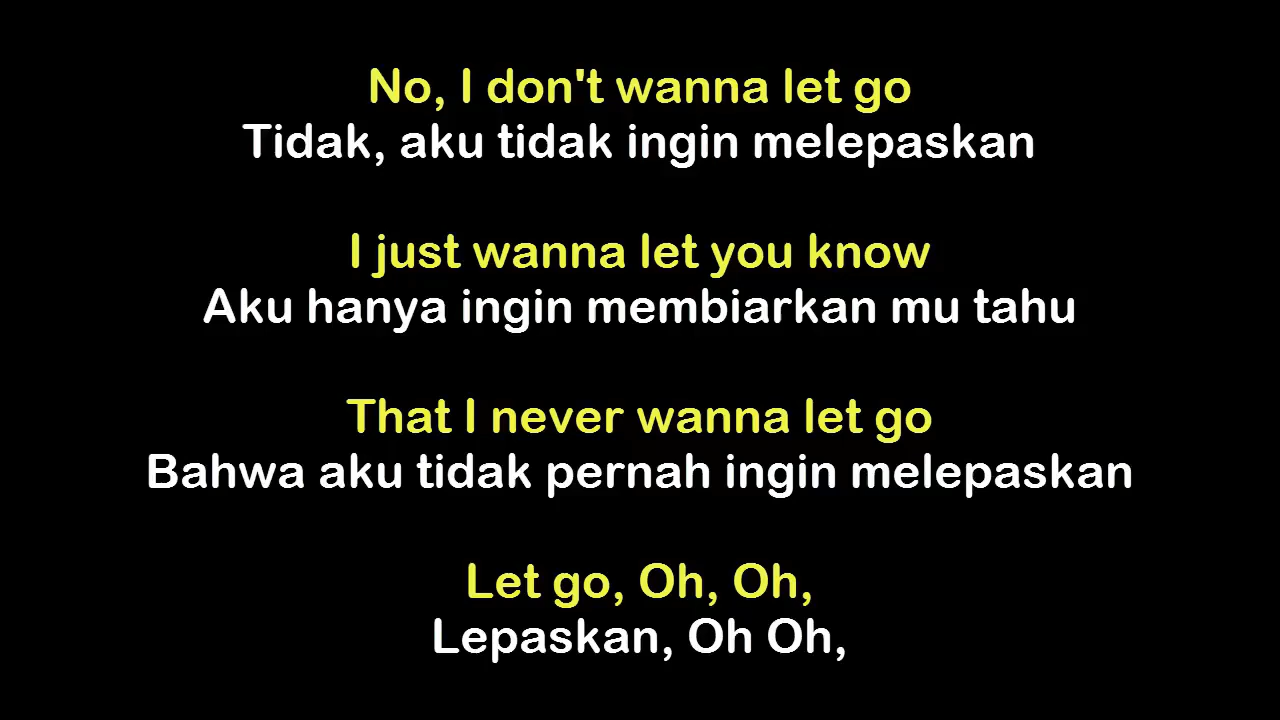 No, I don't wanna let go
Tidak, aku tidak ingin melepaskan
I just wanna let you know
Aku hanya ingin membiarkan mu tahu
That I never wanna let go
Bahwa aku tidak pernah ingin melepaskan
Let go, Oh, Oh,
Lepaskan, Oh Oh,